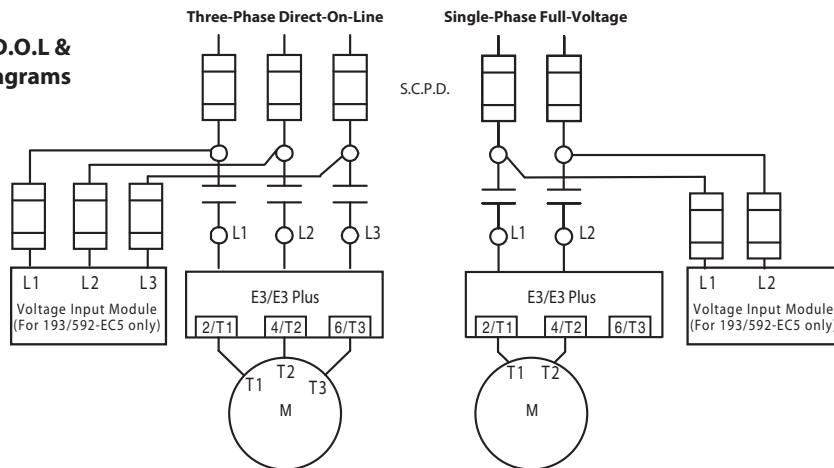 Three-Phase Direct-On-Line
Single-Phase Full-Voltage
D.O.L &
agrams
S.C.P.D.
L1
L2
L3
L1
L2
L1
L2
L3
Voltage Input Module
(For 193/592-EC5 only)
E3/E3 Plus
2/T1
4/T2
6/T3
T1
T2
T3
M
E3/E3 Plus
2/T1
4/T2
6/T3
T1
T2
M
L1
L2
Voltage Input Module
(For 193/592-EC5 only)